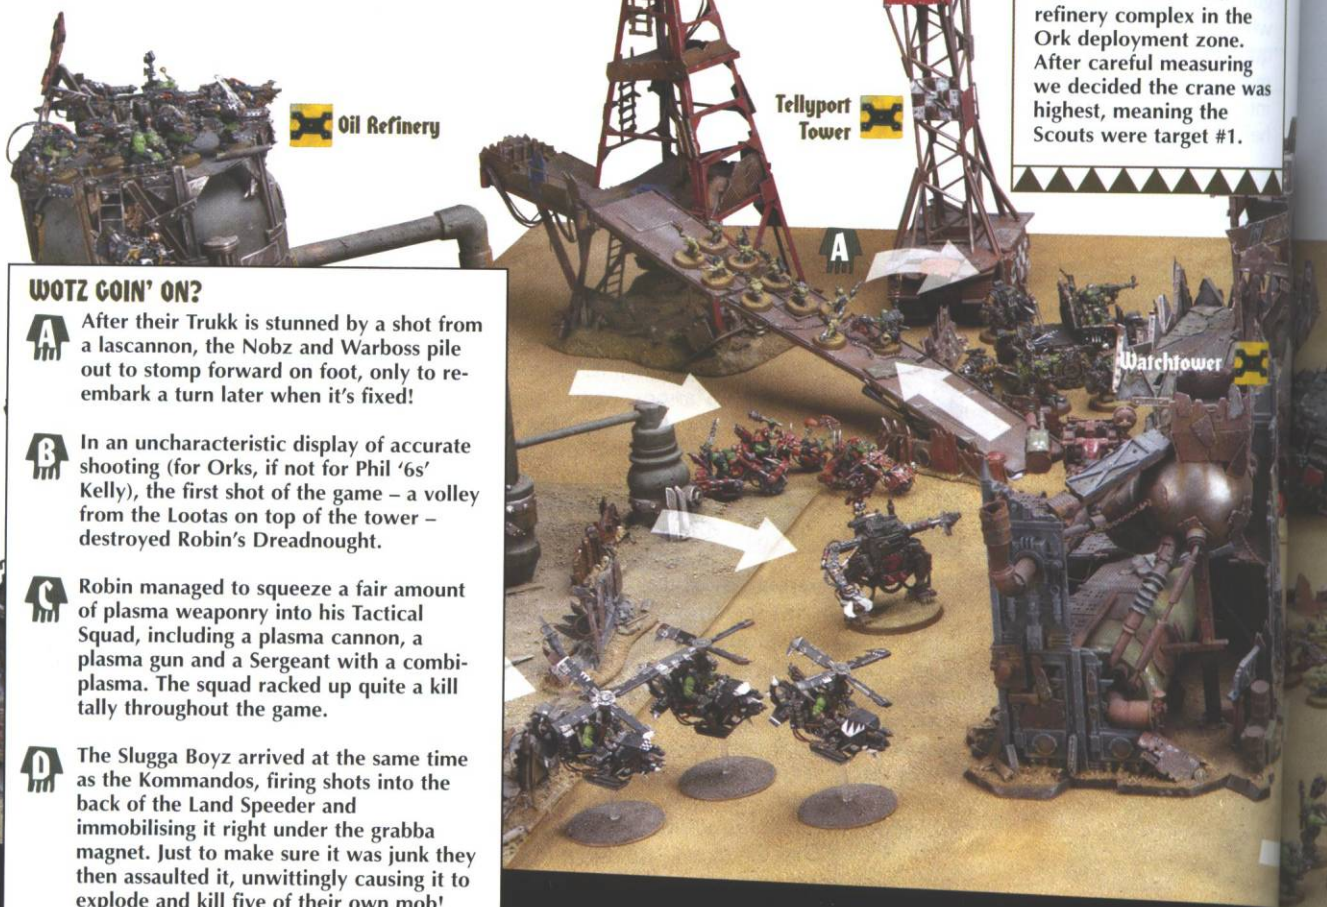 refinery complex in the
Ork deployment zone.
After careful measuring
we decided the crane was
highest, meaning the
Scouts were target #1.
Oil Refinery
Tellyport
Tower
A
Watchtower
WOTZ GOIN' ON?
A
After their Trukk is stunned by a shot from
a lascannon, the Nobz and Warboss pile
out to stomp forward on foot, only to re-
embark a turn later when it's fixed!
B
In an uncharacteristic display of accurate
shooting (for Orks, if not for Phil '6s'
Kelly), the first shot of the game – a volley
from the Lootas on top of the tower –
destroyed Robin's Dreadnought.
C
Robin managed to squeeze a fair amount
of plasma weaponry into his Tactical
Squad, including a plasma cannon, a
plasma gun and a Sergeant with a combi-
plasma. The squad racked up quite a kill
tally throughout the game.
D
The Slugga Boyz arrived at the same time
as the Kommandos, firing shots into the
back of the Land Speeder and
immobilising it right under the grabba
magnet. Just to make sure it was junk they
then assaulted it, unwittingly causing it to
explode and kill five of their own mob!